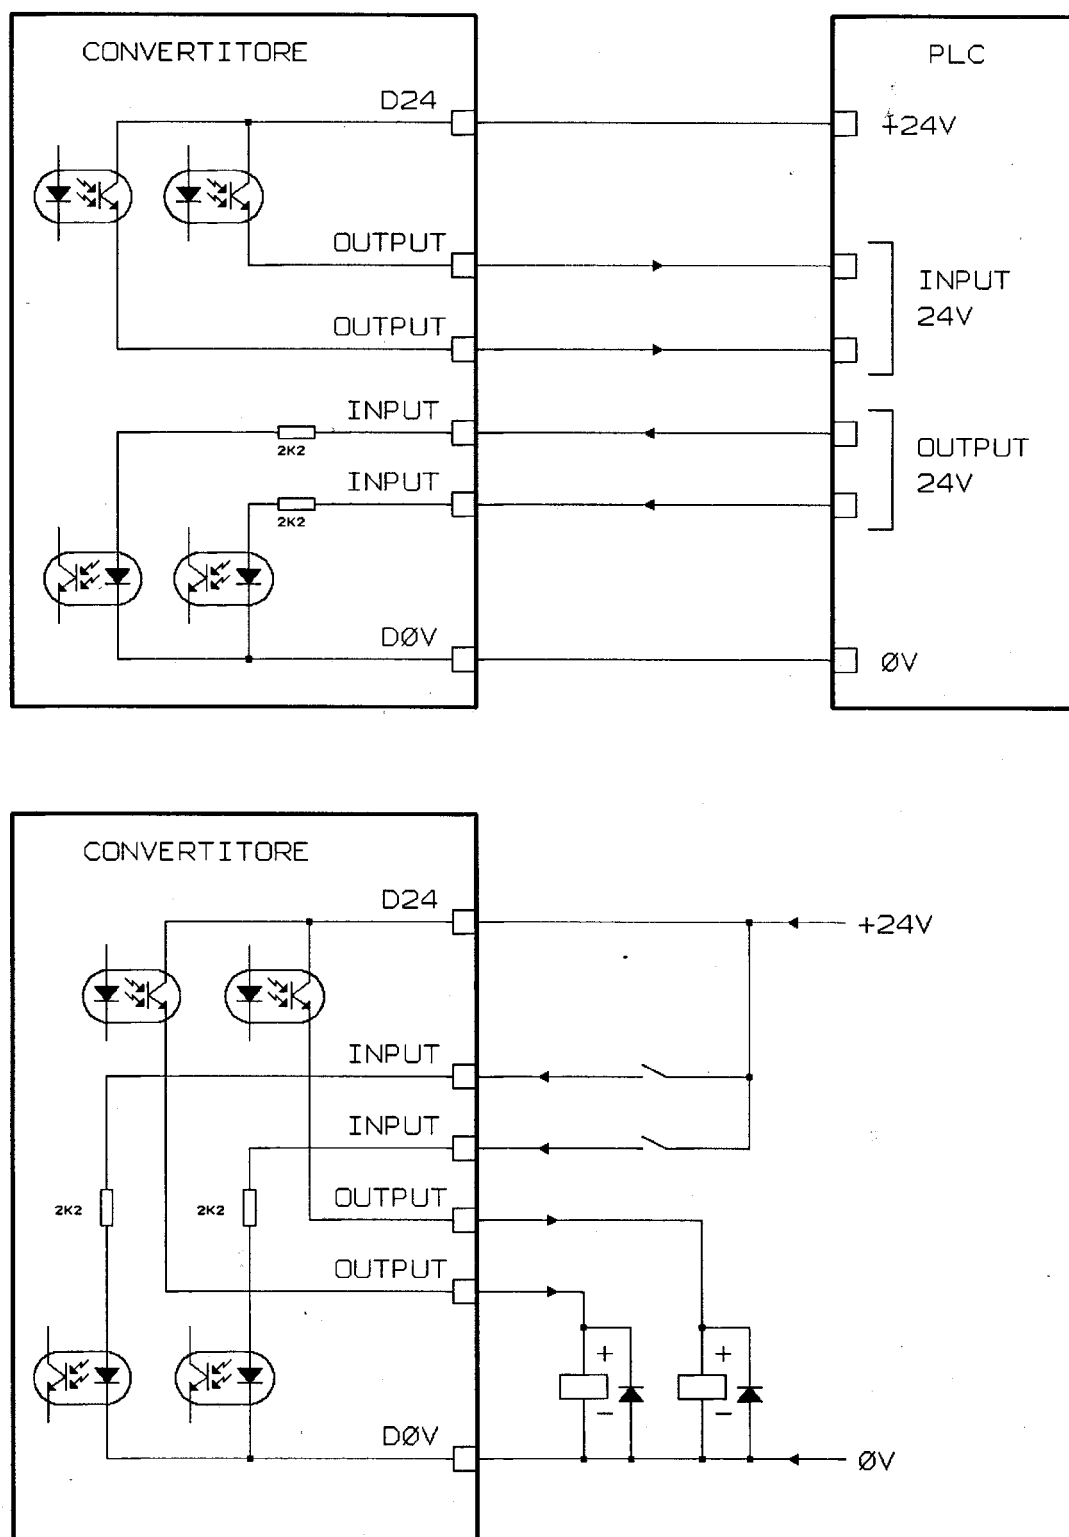 CONVERTITORE
PLC
D24
+24V
OUTPUT
INPUT
24V
OUTPUT
INPUT
2K2
OUTPUT
24V
INPUT
2K2
DØV
ØV
CONVERTITORE
D24
+24V
INPUT
INPUT
OUTPUT
2K2
2K2
OUTPUT
+
+
-
-
DØV
ØV